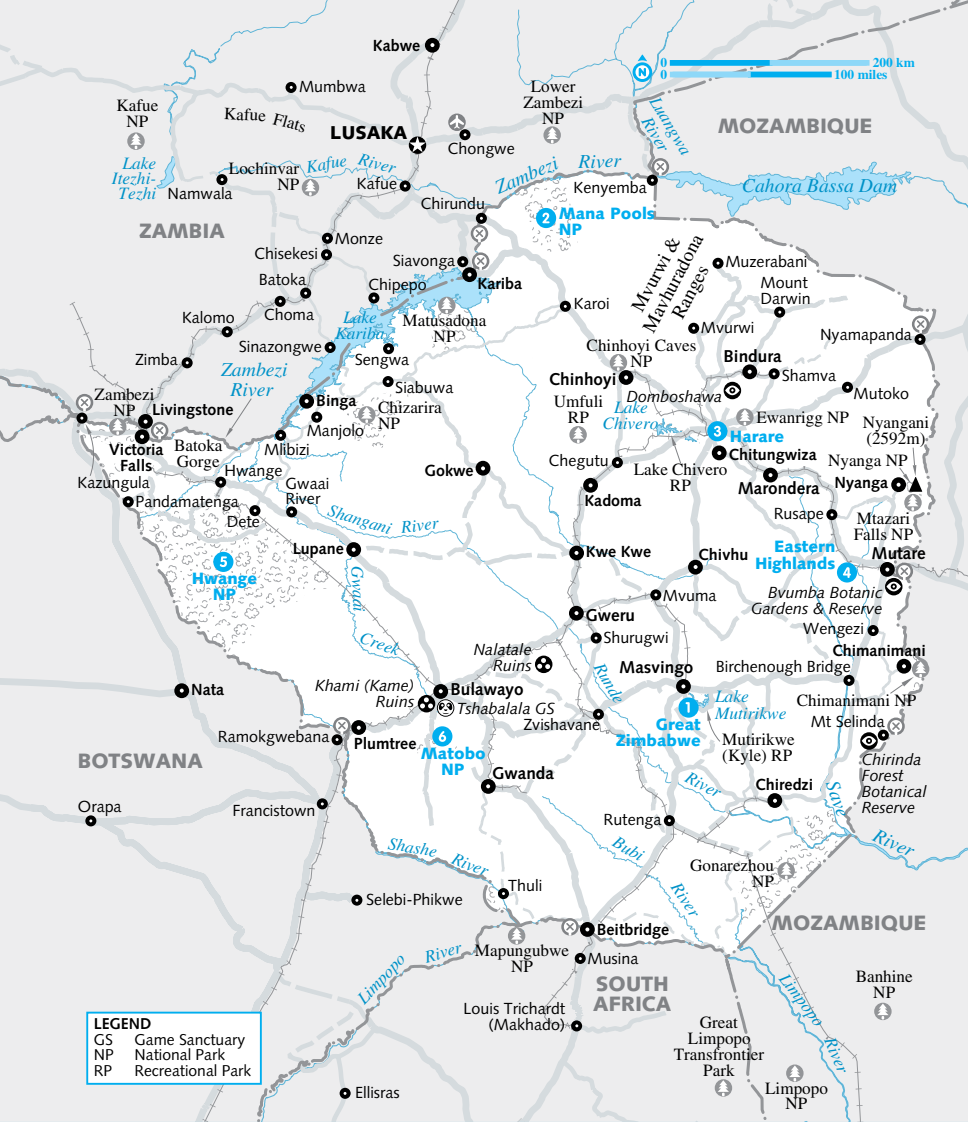 Kabwe
0 200 km
0 100 miles
N
Mumbwa
Kafue
NP
Kafue Flats
LUSAKA
Chongwe
Lower
Zambezi
NP
Luangwa
River
MOZAMBIQUE
Lake
Itezhi-
Tezhi
Lochinvar
NP
Kafue River
Namwala
Kafue
Zambezi River
Kenyemba
Cahora Bassa Dam
Chirundu
2 Mana Pools
NP
ZAMBIA
Monze
Chisekesi
Siavonga
Kariba
Mvurwi &
Mavhuradona
Ranges
Muzerabani
Mount
Darwin
Batoka
Choma
Chipepo
Lake
Kariba
Matusadona
NP
Karoi
Mvurwi
Nyamapanda
Kalomo
Sinazongwe
Sengwa
Chinhoyi Caves
NP
Bindura
Shamva
Zimba
Zambezi
River
Siabuwa
Chinhoyi
Domboshawa
Mutoko
Zambezi
NP
Livingstone
Binga
Manjolo
Chizarira
NP
Umfuli
RP
Lake
Chivero
Ewanrigg NP
3 Harare
Nyangani
(2592m)
Victoria
Falls
Batoka
Gorge
Mlibizi
Kazungula
Hwange
Gokwe
Chegutu
Lake Chivero
RP
Chitungwiza
Marondera
Nyanga NP
Nyanga
Pandamatenga
Dete
Gwaai
River
Kadoma
Rusape
Mtazari
Falls NP
Shangani River
Lupane
Kwe Kwe
Chivhu
Eastern
Highlands
4
Mutare
5
Hwange
NP
Gwaai
Creek
Mvuma
Bvumba Botanic
Gardens & Reserve
Gweru
Shurugwi
Wengezi
Nalatale
Ruins
Runde
River
Masvingo
Birchenough Bridge
Chimanimani
Nata
Khami (Kame)
Ruins
Bulawayo
Tshabalala GS
Zvishavane
1
Great
Zimbabwe
Lake
Mutirikwe
Chimanimani NP
Mt Selinda
Ramokgwebana
Plumtree
6
Matobo
NP
Mutirikwe
(Kyle) RP
BOTSWANA
Gwanda
Chiredzi
Chirinda
Forest
Botanical
Reserve
Orapa
Francistown
Rutenga
Save
River
Shashe River
Bubi
River
Gonarezhou
NP
Selebi-Phikwe
Thuli
Beitbridge
MOZAMBIQUE
Limpopo River
Mapungubwe
NP
Musina
SOUTH
AFRICA
Limpopo River
Banhine
NP
Louis Trichardt
(Makhado)
Great
Limpopo
Transfrontier
Park
Limpopo
NP
LEGEND
GS Game Sanctuary
NP National Park
RP Recreational Park
Ellisras